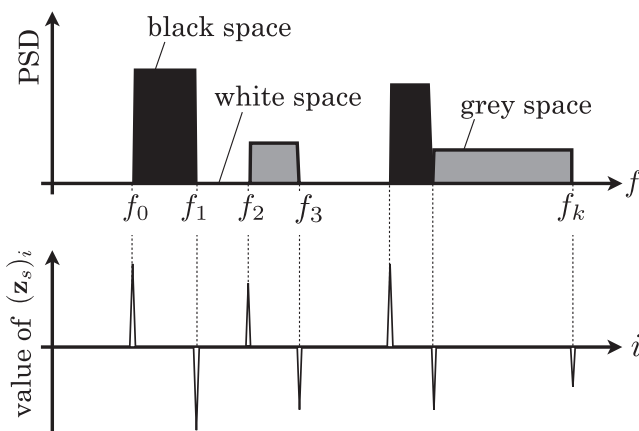 black space
PSD
white space
grey space
f
f₀ f₁ f₂ f₃ fₖ
value of (𝐳ₛ)ᵢ
i